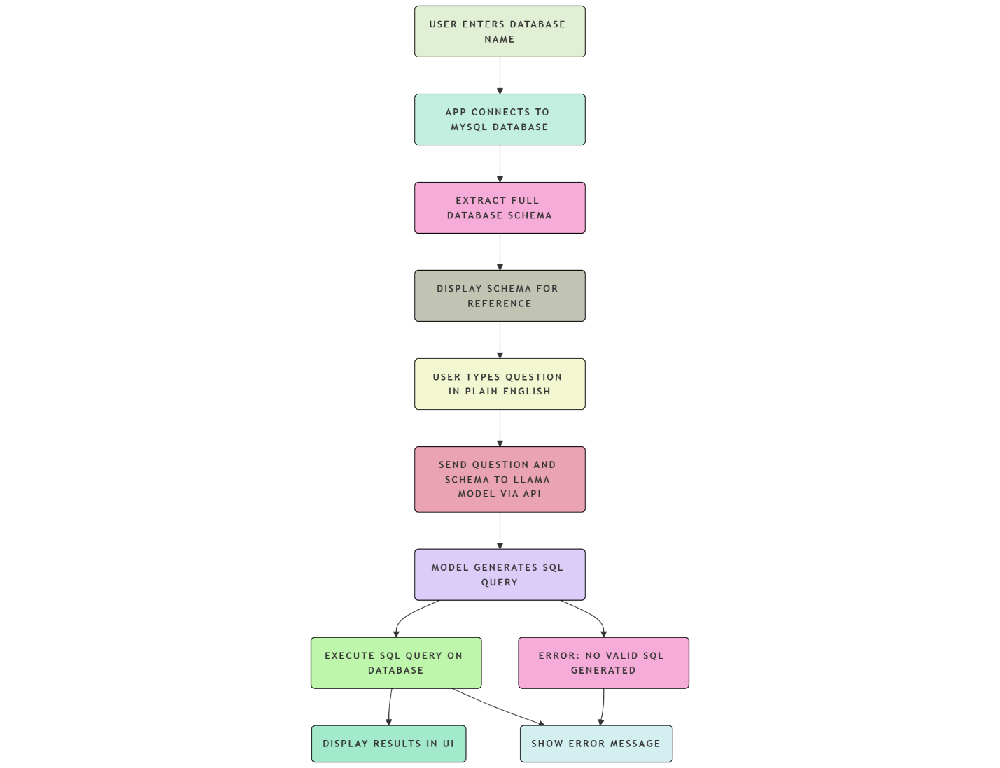 USER ENTERS DATABASE
NAME
APP CONNECTS TO
MYSQL DATABASE
EXTRACT FULL
DATABASE SCHEMA
DISPLAY SCHEMA FOR
REFERENCE
USER TYPES QUESTION
IN PLAIN ENGLISH
SEND QUESTION AND
SCHEMA TO LLAMA
MODEL VIA API
MODEL GENERATES SQL
QUERY
EXECUTE SQL QUERY ON
DATABASE
ERROR: NO VALID SQL
GENERATED
DISPLAY RESULTS IN UI
SHOW ERROR MESSAGE